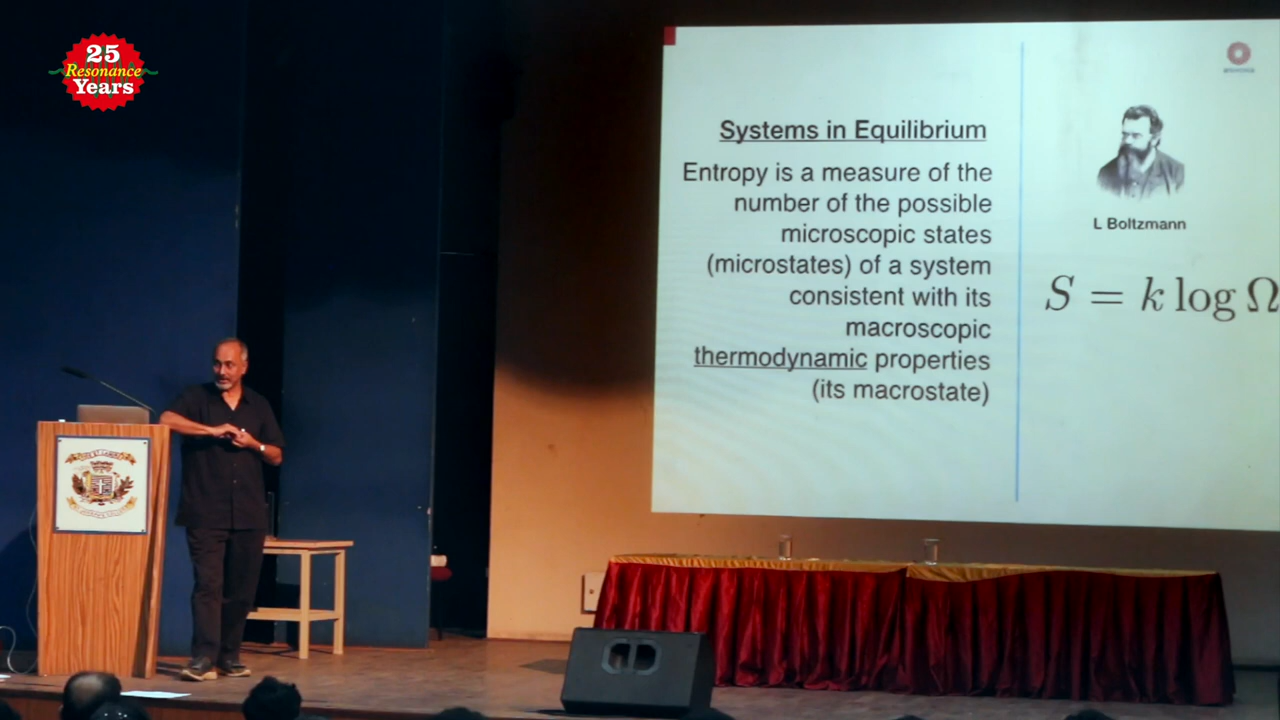 25
Resonance
Years
Systems in Equilibrium
Entropy is a measure of the
number of the possible
microscopic states
(microstates) of a system
consistent with its
macroscopic
thermodynamic properties
(its macrostate)
L Boltzmann
S = k log Ω